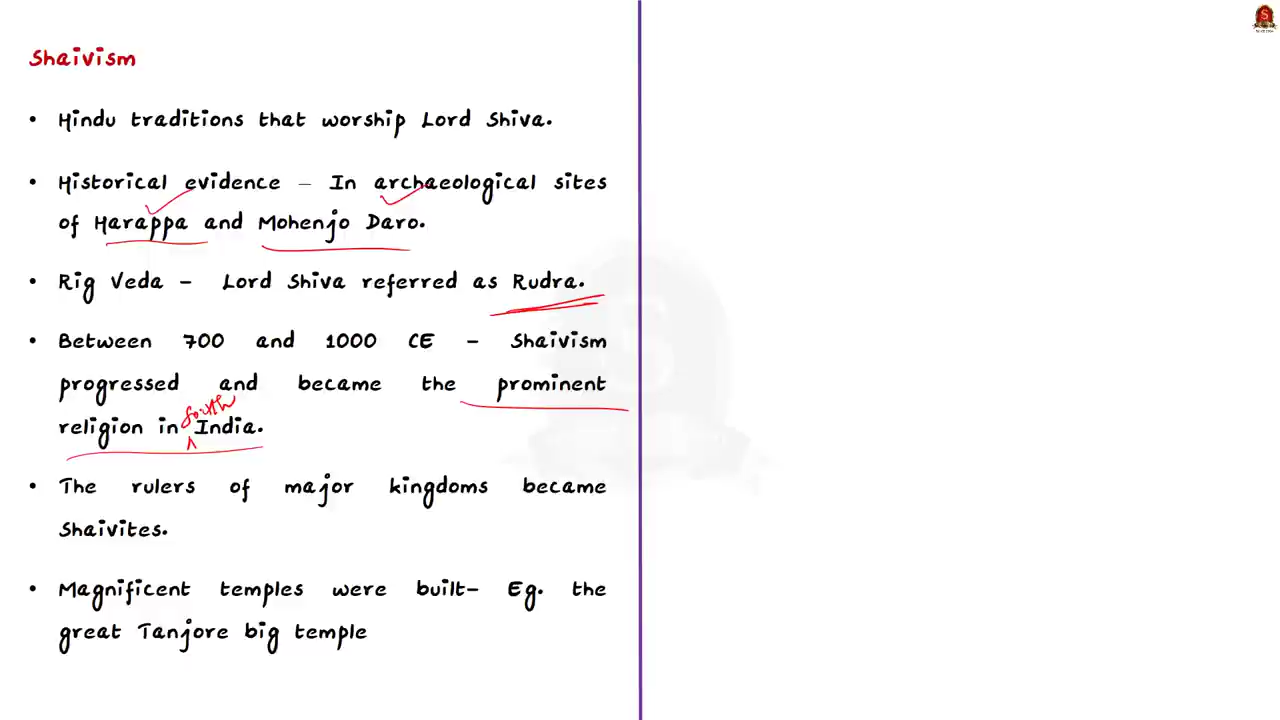 Shaivism
• Hindu traditions that worship Lord Shiva.
• Historical evidence – In archaeological sites
of Harappa and Mohenjo Daro.
• Rig Veda – Lord Shiva referred as Rudra.
• Between 700 and 1000 CE – Shaivism
progressed and became the prominent
religion in south India.
• The rulers of major kingdoms became
Shaivites.
• Magnificent temples were built– Eg. the
great Tanjore big temple